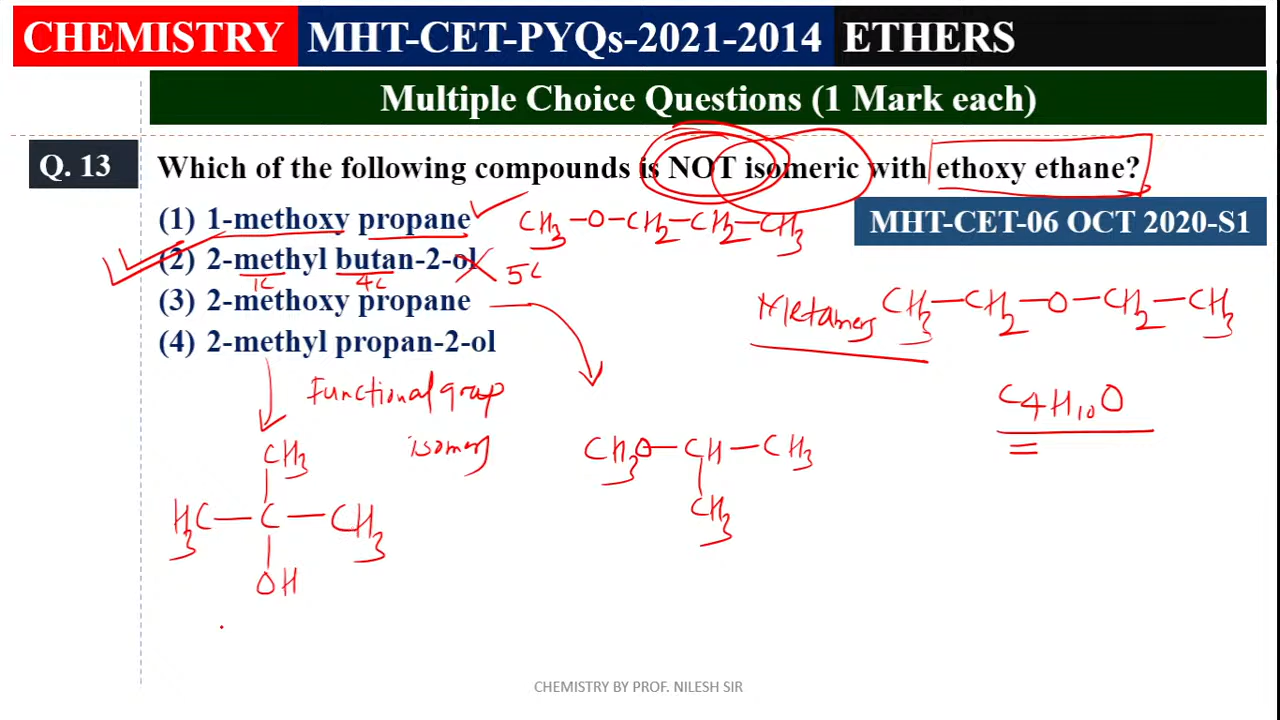 CHEMISTRY MHT-CET-PYQs-2021-2014 ETHERS
Multiple Choice Questions (1 Mark each)
Q. 13 Which of the following compounds is NOT isomeric with ethoxy ethane?
(1) 1-methoxy propane CH3-O-CH2-CH2-CH3
MHT-CET-06 OCT 2020-S1
(2) 2-methyl butan-2-ol 5C
1C 4C
(3) 2-methoxy propane
Metamers CH3-CH2-O-CH2-CH3
(4) 2-methyl propan-2-ol
Functional group
isomers
C4H10O
=
CH3
H3C-C-CH3
OH
CH3O-CH-CH3
CH3
CHEMISTRY BY PROF. NILESH SIR